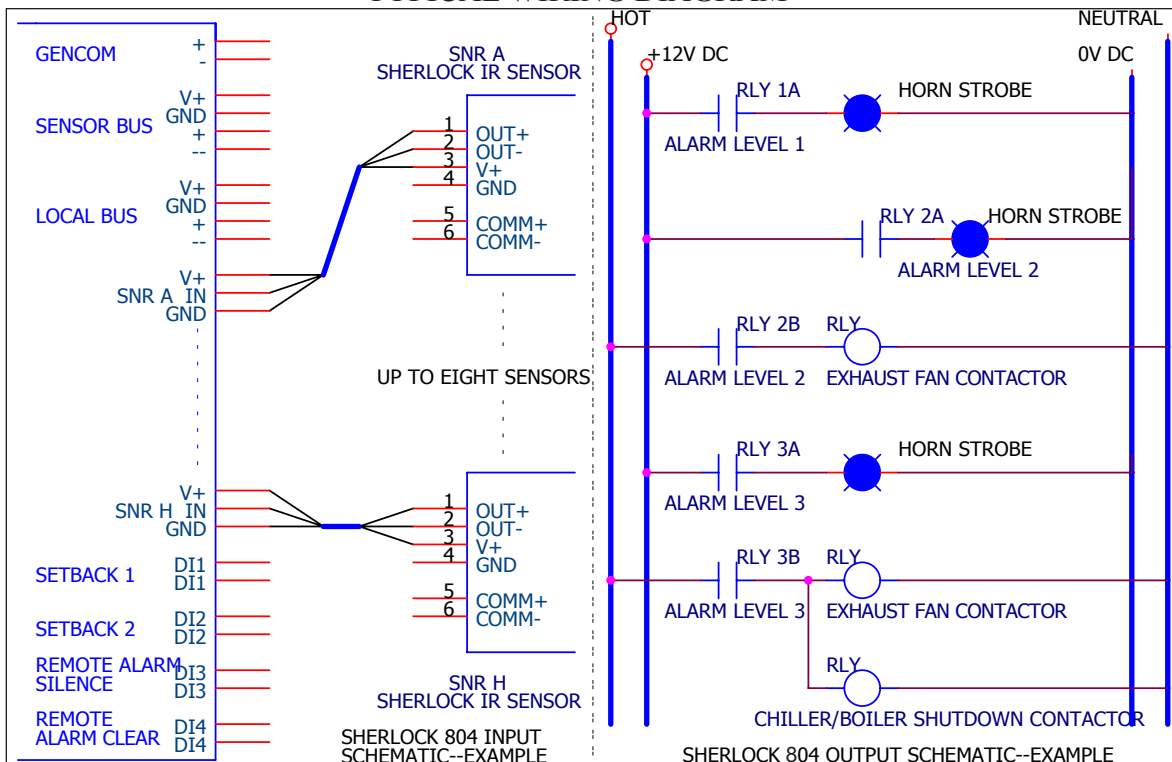 GENCOM
+
-
SENSOR BUS
V+
GND
+
--
LOCAL BUS
V+
GND
+
--
V+
SNR A IN
GND
V+
SNR H IN
GND
SETBACK 1
DI1
DI1
SETBACK 2
DI2
DI2
REMOTE ALARM
SILENCE
DI3
DI3
REMOTE
ALARM CLEAR
DI4
DI4
SNR A
SHERLOCK IR SENSOR
1 OUT+
2 OUT-
3 V+
4 GND
5 COMM+
6 COMM-
UP TO EIGHT SENSORS
1 OUT+
2 OUT-
3 V+
4 GND
5 COMM+
6 COMM-
SNR H
SHERLOCK IR SENSOR
SHERLOCK 804 INPUT
SCHEMATIC--EXAMPLE
HOT
NEUTRAL
+12V DC
0V DC
RLY 1A
HORN STROBE
ALARM LEVEL 1
RLY 2A
HORN STROBE
ALARM LEVEL 2
RLY 2B
RLY
ALARM LEVEL 2
EXHAUST FAN CONTACTOR
RLY 3A
HORN STROBE
ALARM LEVEL 3
RLY 3B
RLY
ALARM LEVEL 3
EXHAUST FAN CONTACTOR
RLY
CHILLER/BOILER SHUTDOWN CONTACTOR
SHERLOCK 804 OUTPUT SCHEMATIC--EXAMPLE